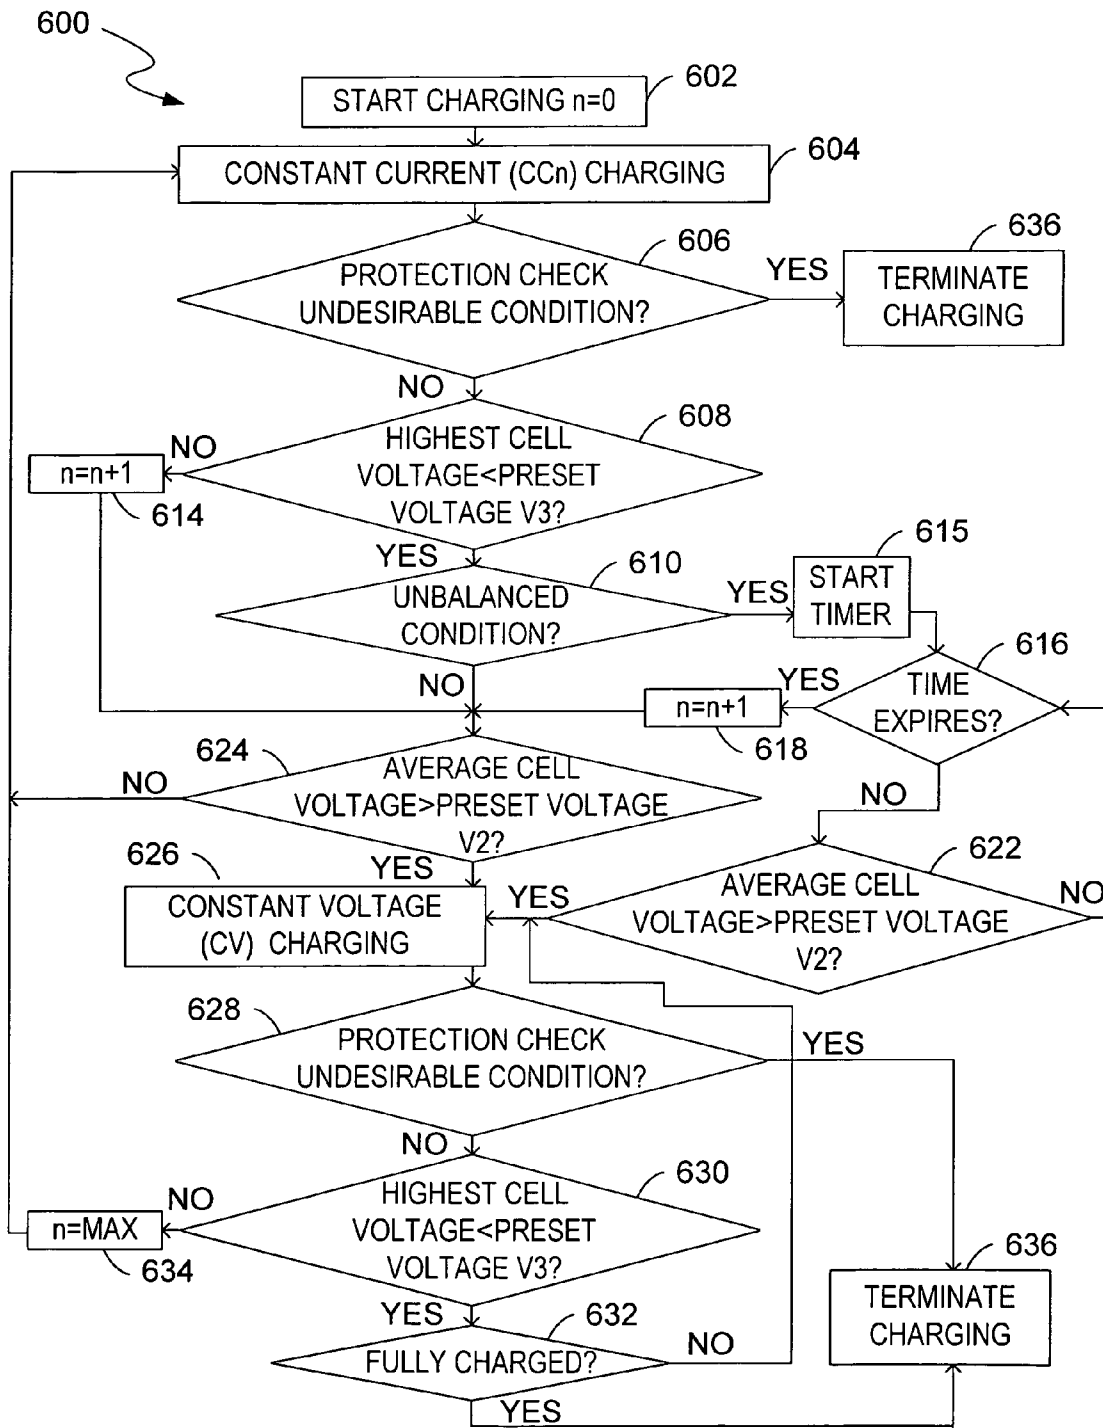 600
602
START CHARGING n=0
604
CONSTANT CURRENT (CCn) CHARGING
606
PROTECTION CHECK
UNDESIRABLE CONDITION?
YES
636
TERMINATE
CHARGING
NO
608
HIGHEST CELL
VOLTAGE<PRESET
VOLTAGE V3?
NO
n=n+1
614
YES
610
UNBALANCED
CONDITION?
YES
615
START
TIMER
NO
616
TIME
EXPIRES?
YES
n=n+1
618
NO
624
AVERAGE CELL
VOLTAGE>PRESET VOLTAGE
V2?
NO
YES
622
AVERAGE CELL
VOLTAGE>PRESET VOLTAGE
V2?
NO
YES
626
CONSTANT VOLTAGE
(CV) CHARGING
628
PROTECTION CHECK
UNDESIRABLE CONDITION?
YES
NO
630
HIGHEST CELL
VOLTAGE<PRESET
VOLTAGE V3?
NO
n=MAX
634
YES
632
FULLY CHARGED?
NO
YES
636
TERMINATE
CHARGING